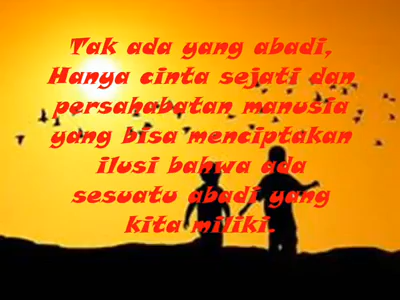 Tak ada yang abadi,
Hanya cinta sejati dan
persahabatan manusia
yang bisa menciptakan
ilusi bahwa ada
sesuatu abadi yang
kita miliki.